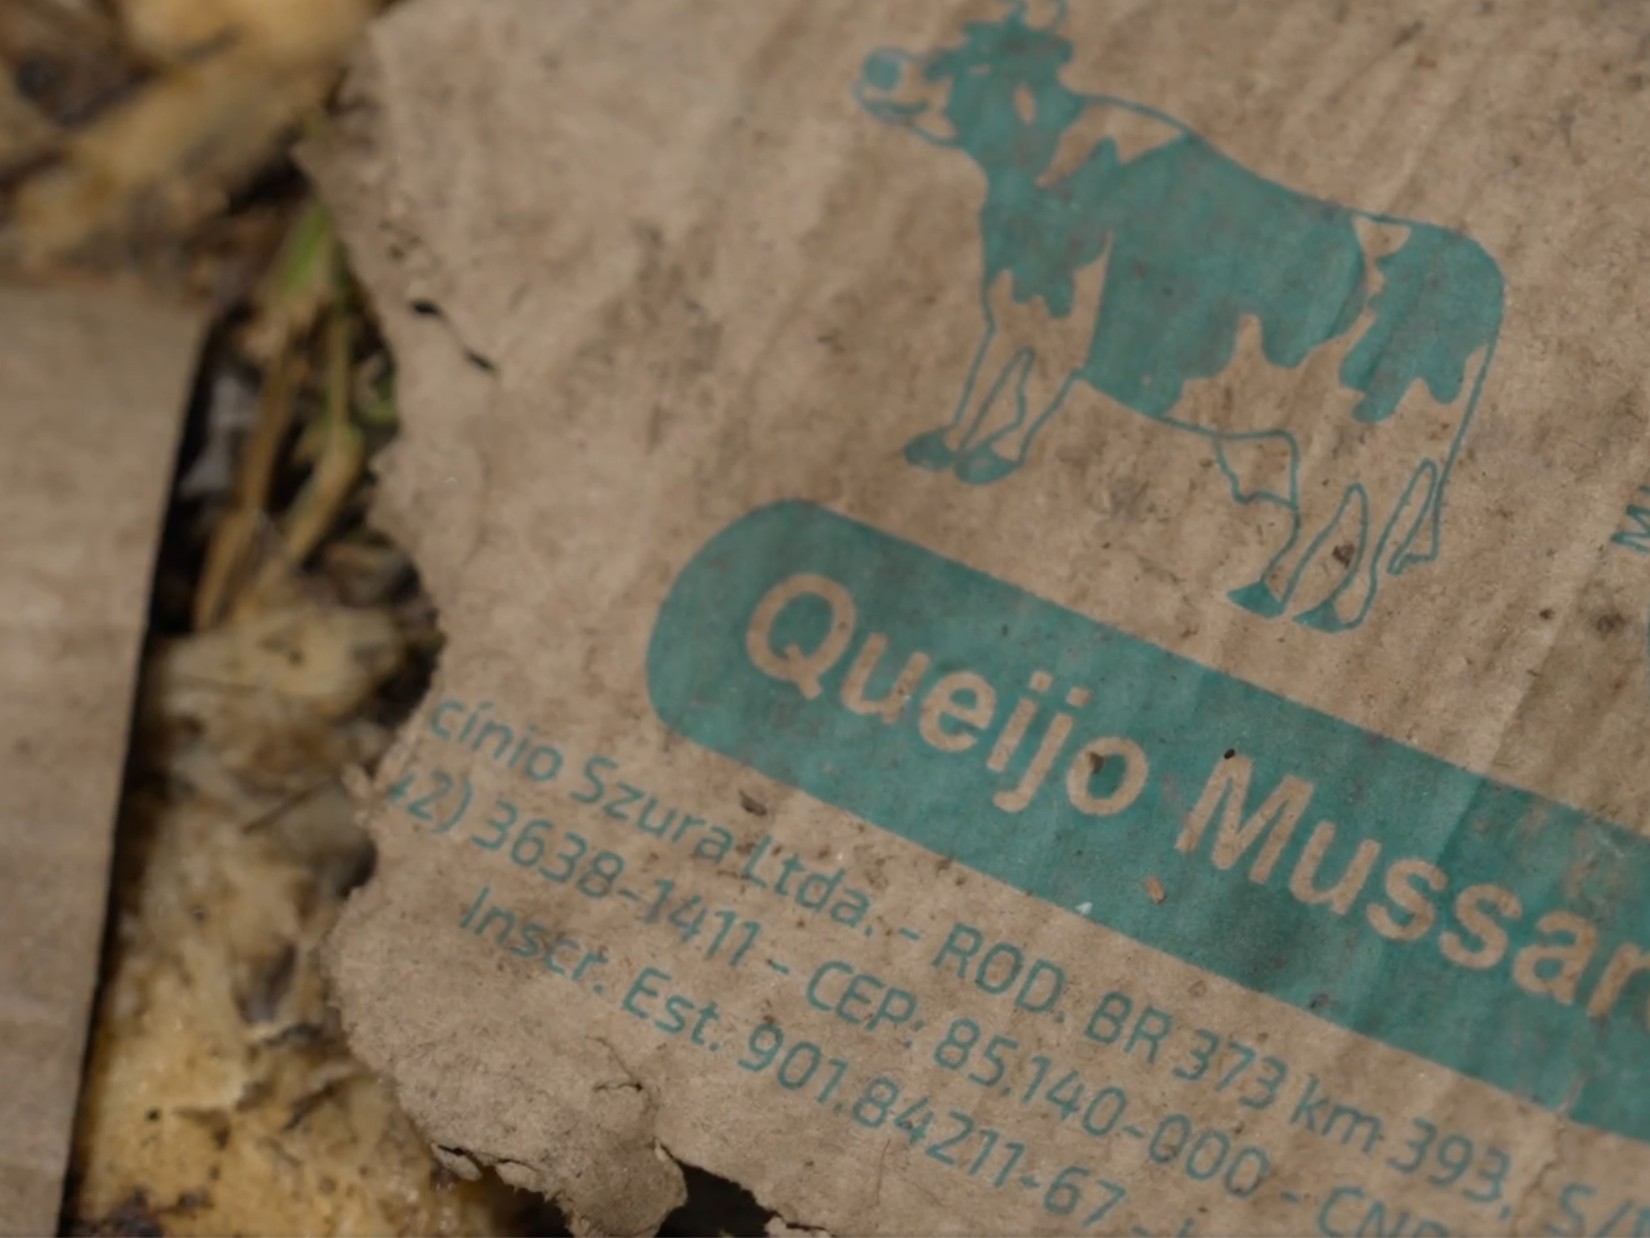 Queijo Mussar
cínio Szura Ltda. - ROD. BR 373 km 393, S/
42) 3638-1411 - CEP: 85.140-000 - CNP
Inscr. Est. 901.84211-67 -